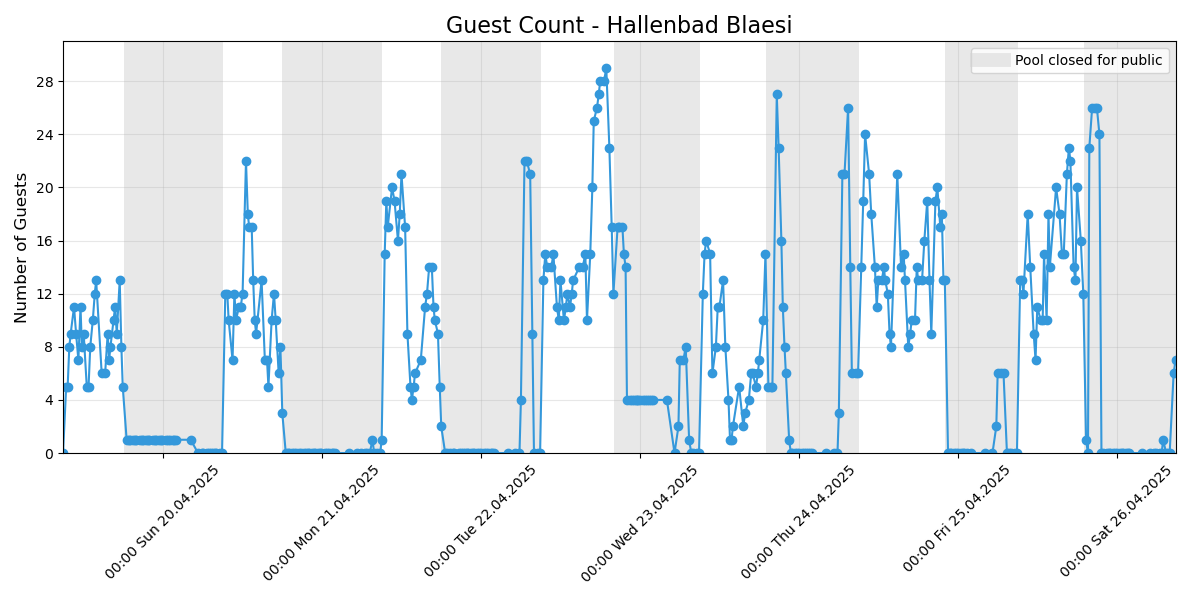 Guest Count - Hallenbad Blaesi
Pool closed for public
Number of Guests
28
24
20
16
12
8
4
0
00:00 Sun 20.04.2025
00:00 Mon 21.04.2025
00:00 Tue 22.04.2025
00:00 Wed 23.04.2025
00:00 Thu 24.04.2025
00:00 Fri 25.04.2025
00:00 Sat 26.04.2025